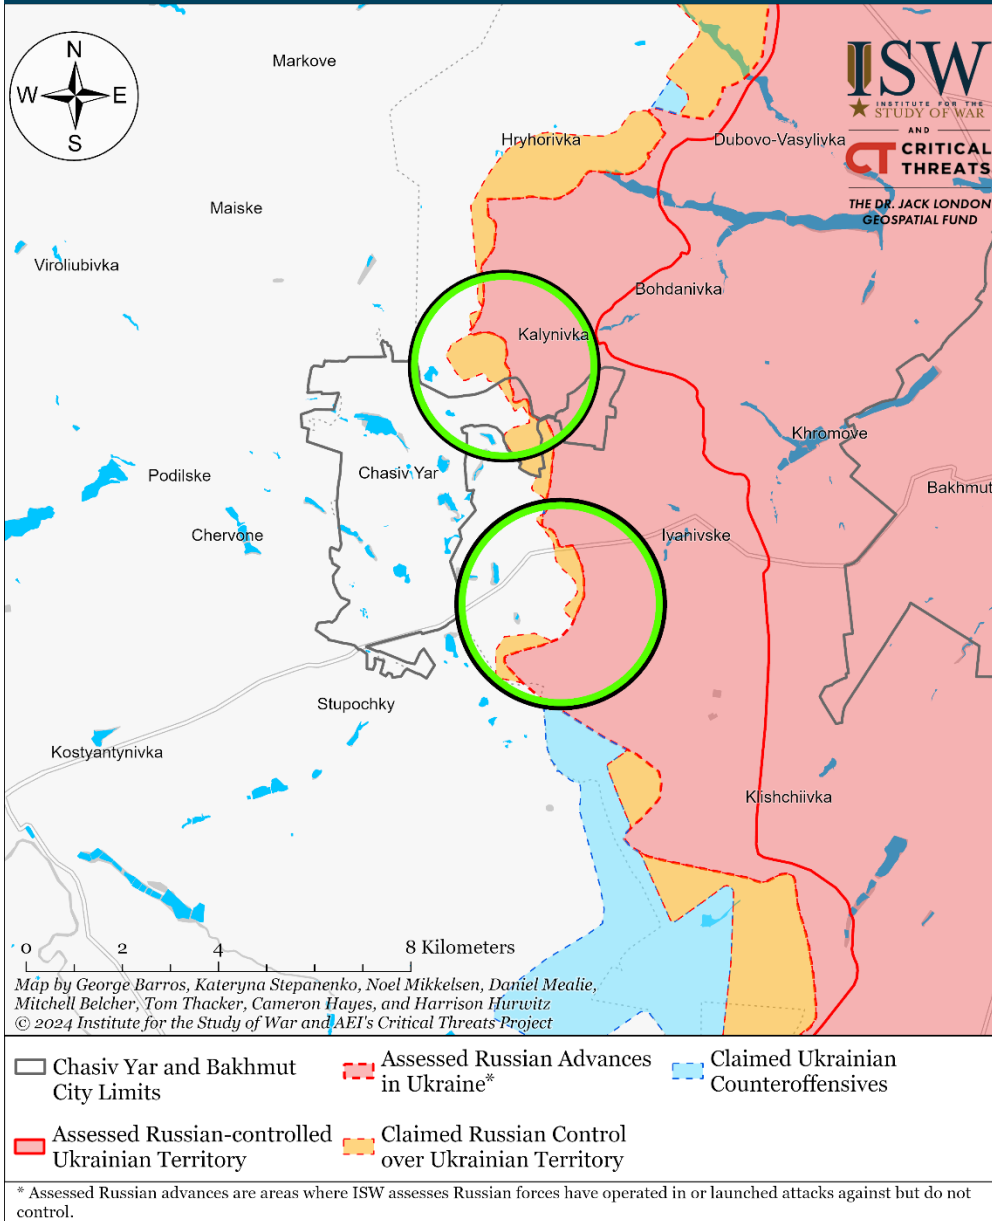 N
W E
S
Markove
ISW
INSTITUTE FOR THE
STUDY OF WAR
AND
CT CRITICAL
THREATS
THE DR. JACK LONDON
GEOSPATIAL FUND
Hryhorivka
Dubovo-Vasylivka
Maiske
Viroliubivka
Bohdanivka
Kalynivka
Khromove
Podilske
Chasiv Yar
Bakhmut
Chervone
Ivanivske
Stupochky
Kostyantynivka
Klishchiivka
0 2 4 8 Kilometers
Map by George Barros, Kateryna Stepanenko, Noel Mikkelsen, Daniel Mealie,
Mitchell Belcher, Tom Thacker, Cameron Hayes, and Harrison Hurwitz
© 2024 Institute for the Study of War and AEI's Critical Threats Project
Chasiv Yar and Bakhmut
City Limits
Assessed Russian Advances
in Ukraine*
Claimed Ukrainian
Counteroffensives
Assessed Russian-controlled
Ukrainian Territory
Claimed Russian Control
over Ukrainian Territory
* Assessed Russian advances are areas where ISW assesses Russian forces have operated in or launched attacks against but do not
control.